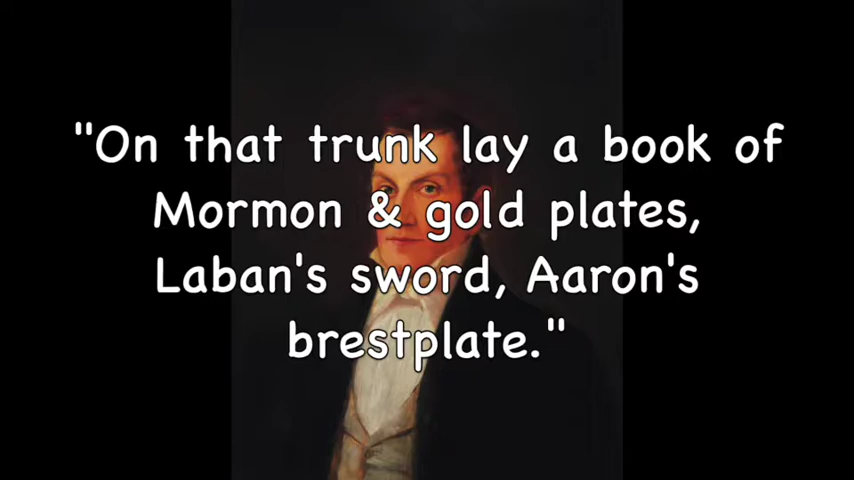 "On that trunk lay a book of
Mormon & gold plates,
Laban's sword, Aaron's
brestplate."